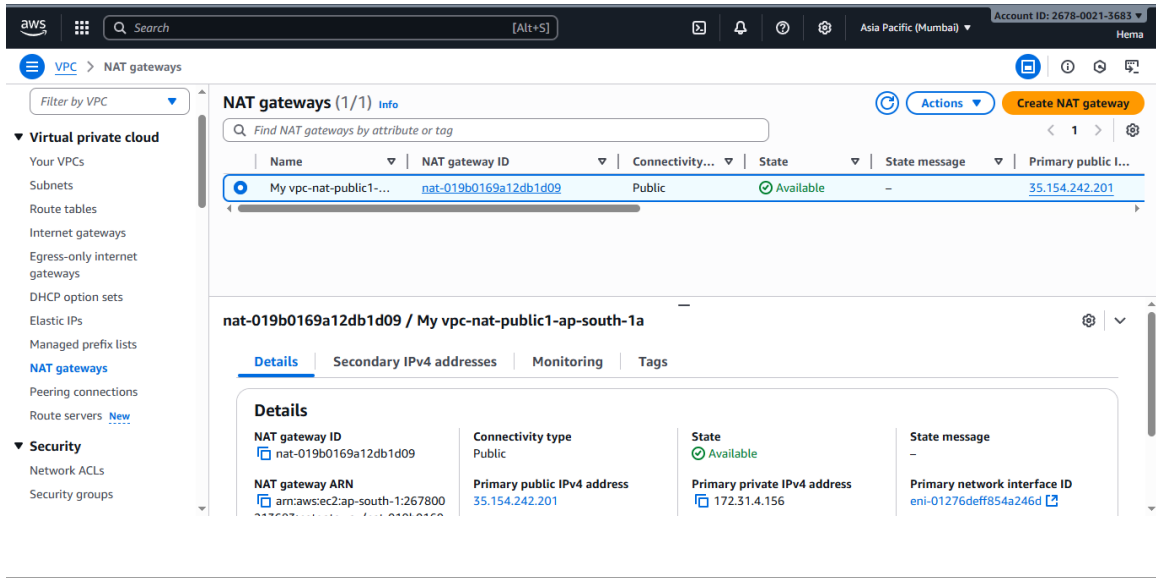 aws
Search [Alt+S]
Asia Pacific (Mumbai) ▼
Account ID: 2678-0021-3683 ▼
Hema
VPC > NAT gateways
Filter by VPC
Virtual private cloud
Your VPCs
Subnets
Route tables
Internet gateways
Egress-only internet
gateways
DHCP option sets
Elastic IPs
Managed prefix lists
NAT gateways
Peering connections
Route servers New
Security
Network ACLs
Security groups
NAT gateways (1/1) Info
Actions ▼
Create NAT gateway
Find NAT gateways by attribute or tag
< 1 >
Name NAT gateway ID Connectivity... State State message Primary public I...
My vpc-nat-public1-... nat-019b0169a12db1d09 Public Available – 35.154.242.201
nat-019b0169a12db1d09 / My vpc-nat-public1-ap-south-1a
Details Secondary IPv4 addresses Monitoring Tags
Details
NAT gateway ID Connectivity type State State message
nat-019b0169a12db1d09 Public Available –
NAT gateway ARN Primary public IPv4 address Primary private IPv4 address Primary network interface ID
arn:aws:ec2:ap-south-1:267800 35.154.242.201 172.31.4.156 eni-01276deff854a246d